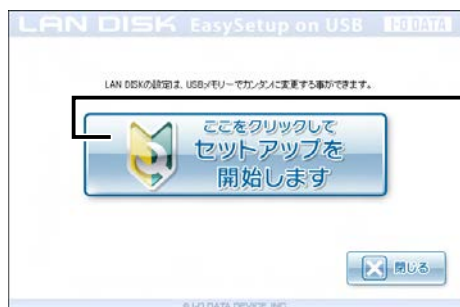 LAN DISK EasySetup on USB I-O DATA
LAN DISKの設定は、USBメモリーでカンタンに変更する事ができます。
ここをクリックして
セットアップを
開始します
閉じる
© I-O DATA DEVICE, INC.